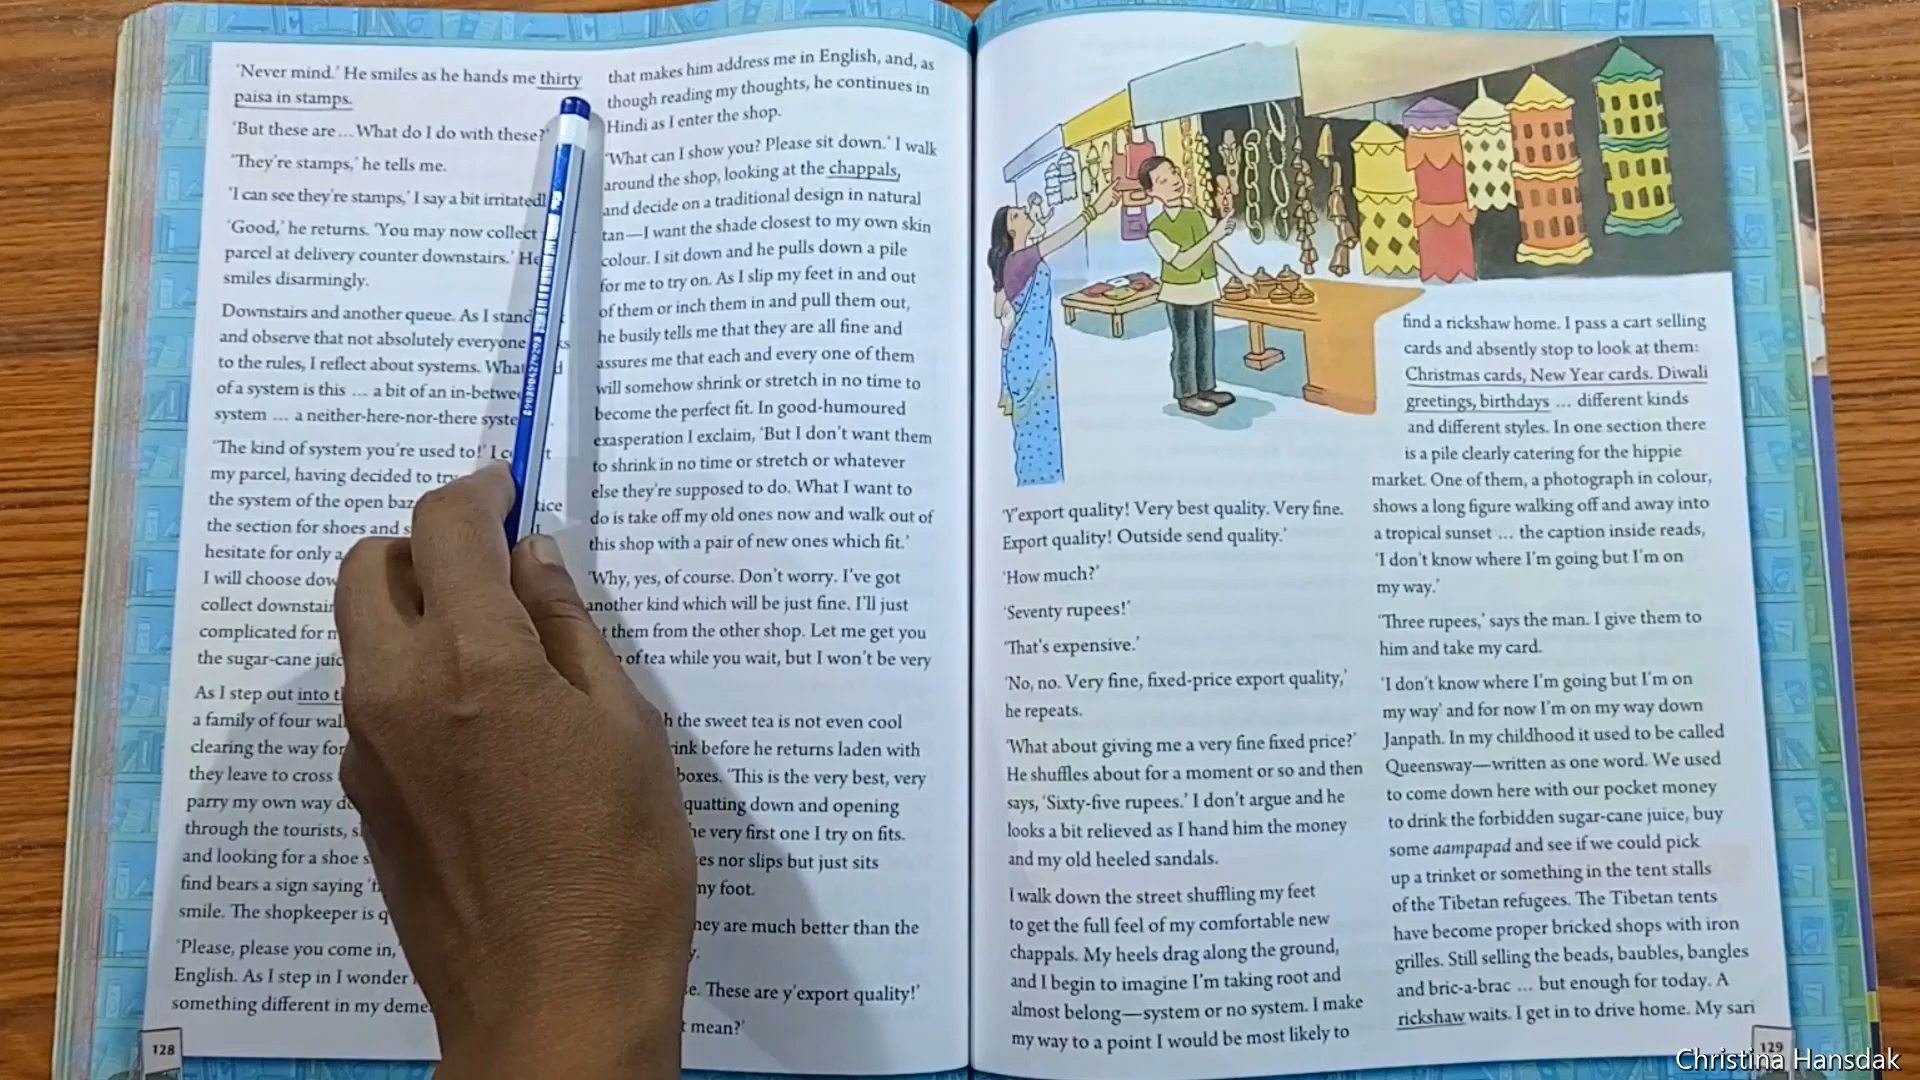 'Never mind.' He smiles as he hands me thirty
paisa in stamps.
'But these are ... What do I do with these?'
'They're stamps,' he tells me.
'I can see they're stamps,' I say a bit
'Good,' he returns. 'You may now collect
parcel at delivery counter downstairs.'
smiles disarmingly.
Downstairs and another queue. As I stand
and observe that not absolutely everyone
to the rules, I reflect about systems.
of a system is this ... a bit of an
system ... a neither-here-nor-there
'The kind of system you're used to!' I
my parcel, having decided to
the system of the open
the section for shoes and
hesitate for only a
I will choose
collect
complicated for
the sugar-cane
As I step out into
a family of four
clearing the way for
they leave to cross
parry my own way
through the tourists,
and looking for a shoe
find bears a sign saying
smile. The shopkeeper is
'Please, please you come in,'
English. As I step in I wonder
something different in my
128
that makes him address me in English, and, as
though reading my thoughts, he continues in
Hindi as I enter the shop.
'What can I show you? Please sit down.' I walk
around the shop, looking at the chappals,
and decide on a traditional design in natural
tan—I want the shade closest to my own skin
colour. I sit down and he pulls down a pile
for me to try on. As I slip my feet in and out
of them or inch them in and pull them out,
he busily tells me that they are all fine and
assures me that each and every one of them
will somehow shrink or stretch in no time to
become the perfect fit. In good-humoured
exasperation I exclaim, 'But I don't want them
to shrink in no time or stretch or whatever
else they're supposed to do. What I want to
do is take off my old ones now and walk out of
this shop with a pair of new ones which fit.'
'Why, yes, of course. Don't worry. I've got
another kind which will be just fine. I'll just
them from the other shop. Let me get you
of tea while you wait, but I won't be very
the sweet tea is not even cool
before he returns laden with
boxes. 'This is the very best, very
down and opening
very first one I try on fits.
nor slips but just sits
my foot.
are much better than the
These are y'export quality!'
mean?'
'Y'export quality! Very best quality. Very fine.
Export quality! Outside send quality.'
'How much?'
'Seventy rupees!'
'That's expensive.'
'No, no. Very fine, fixed-price export quality,'
he repeats.
'What about giving me a very fine fixed price?'
He shuffles about for a moment or so and then
says, 'Sixty-five rupees.' I don't argue and he
looks a bit relieved as I hand him the money
and my old heeled sandals.
I walk down the street shuffling my feet
to get the full feel of my comfortable new
chappals. My heels drag along the ground,
and I begin to imagine I'm taking root and
almost belong—system or no system. I make
my way to a point I would be most likely to
find a rickshaw home. I pass a cart selling
cards and absently stop to look at them:
Christmas cards, New Year cards. Diwali
greetings, birthdays ... different kinds
and different styles. In one section there
is a pile clearly catering for the hippie
market. One of them, a photograph in colour,
shows a long figure walking off and away into
a tropical sunset ... the caption inside reads,
'I don't know where I'm going but I'm on
my way.'
'Three rupees,' says the man. I give them to
him and take my card.
'I don't know where I'm going but I'm on
my way' and for now I'm on my way down
Janpath. In my childhood it used to be called
Queensway—written as one word. We used
to come down here with our pocket money
to drink the forbidden sugar-cane juice, buy
some aampapad and see if we could pick
up a trinket or something in the tent stalls
of the Tibetan refugees. The Tibetan tents
have become proper bricked shops with iron
grilles. Still selling the beads, baubles, bangles
and bric-a-brac ... but enough for today. A
rickshaw waits. I get in to drive home. My sari
129
Christina Hansdak